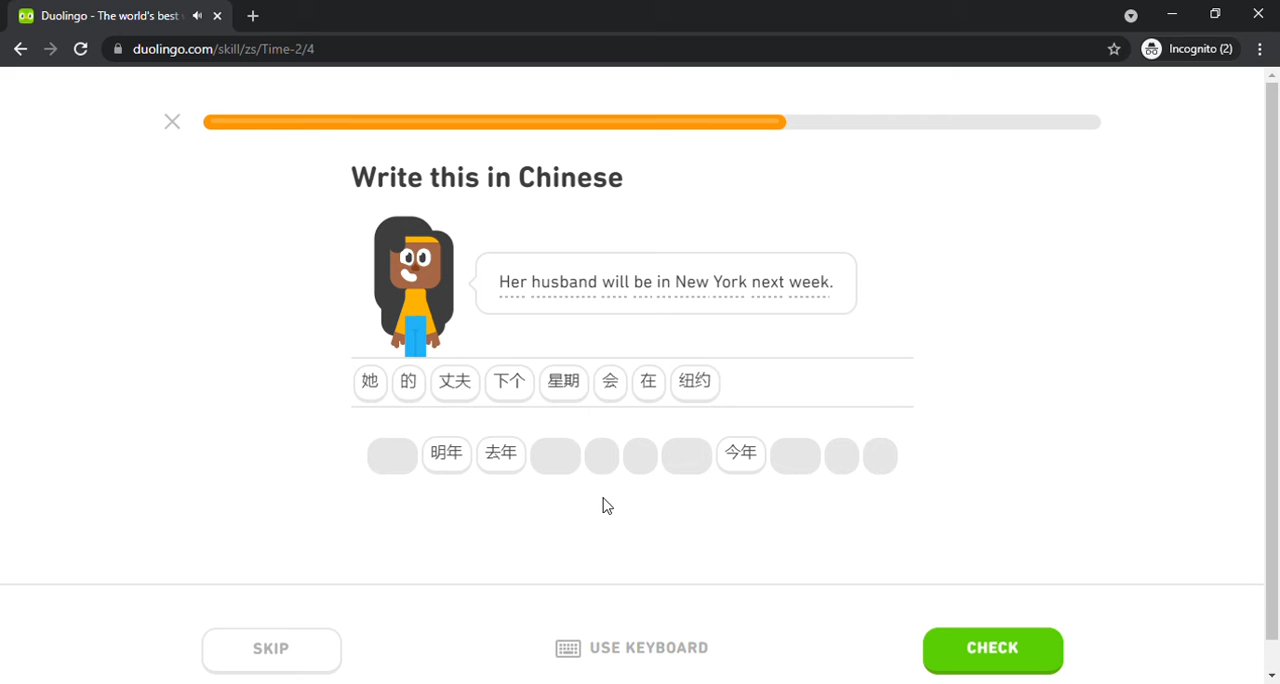 Duolingo - The world's best
duolingo.com/skill/zs/Time-2/4
Incognito (2)
Write this in Chinese
Her husband will be in New York next week.
她 的 丈夫 下个 星期 会 在 纽约
明年 去年 今年
SKIP
USE KEYBOARD
CHECK